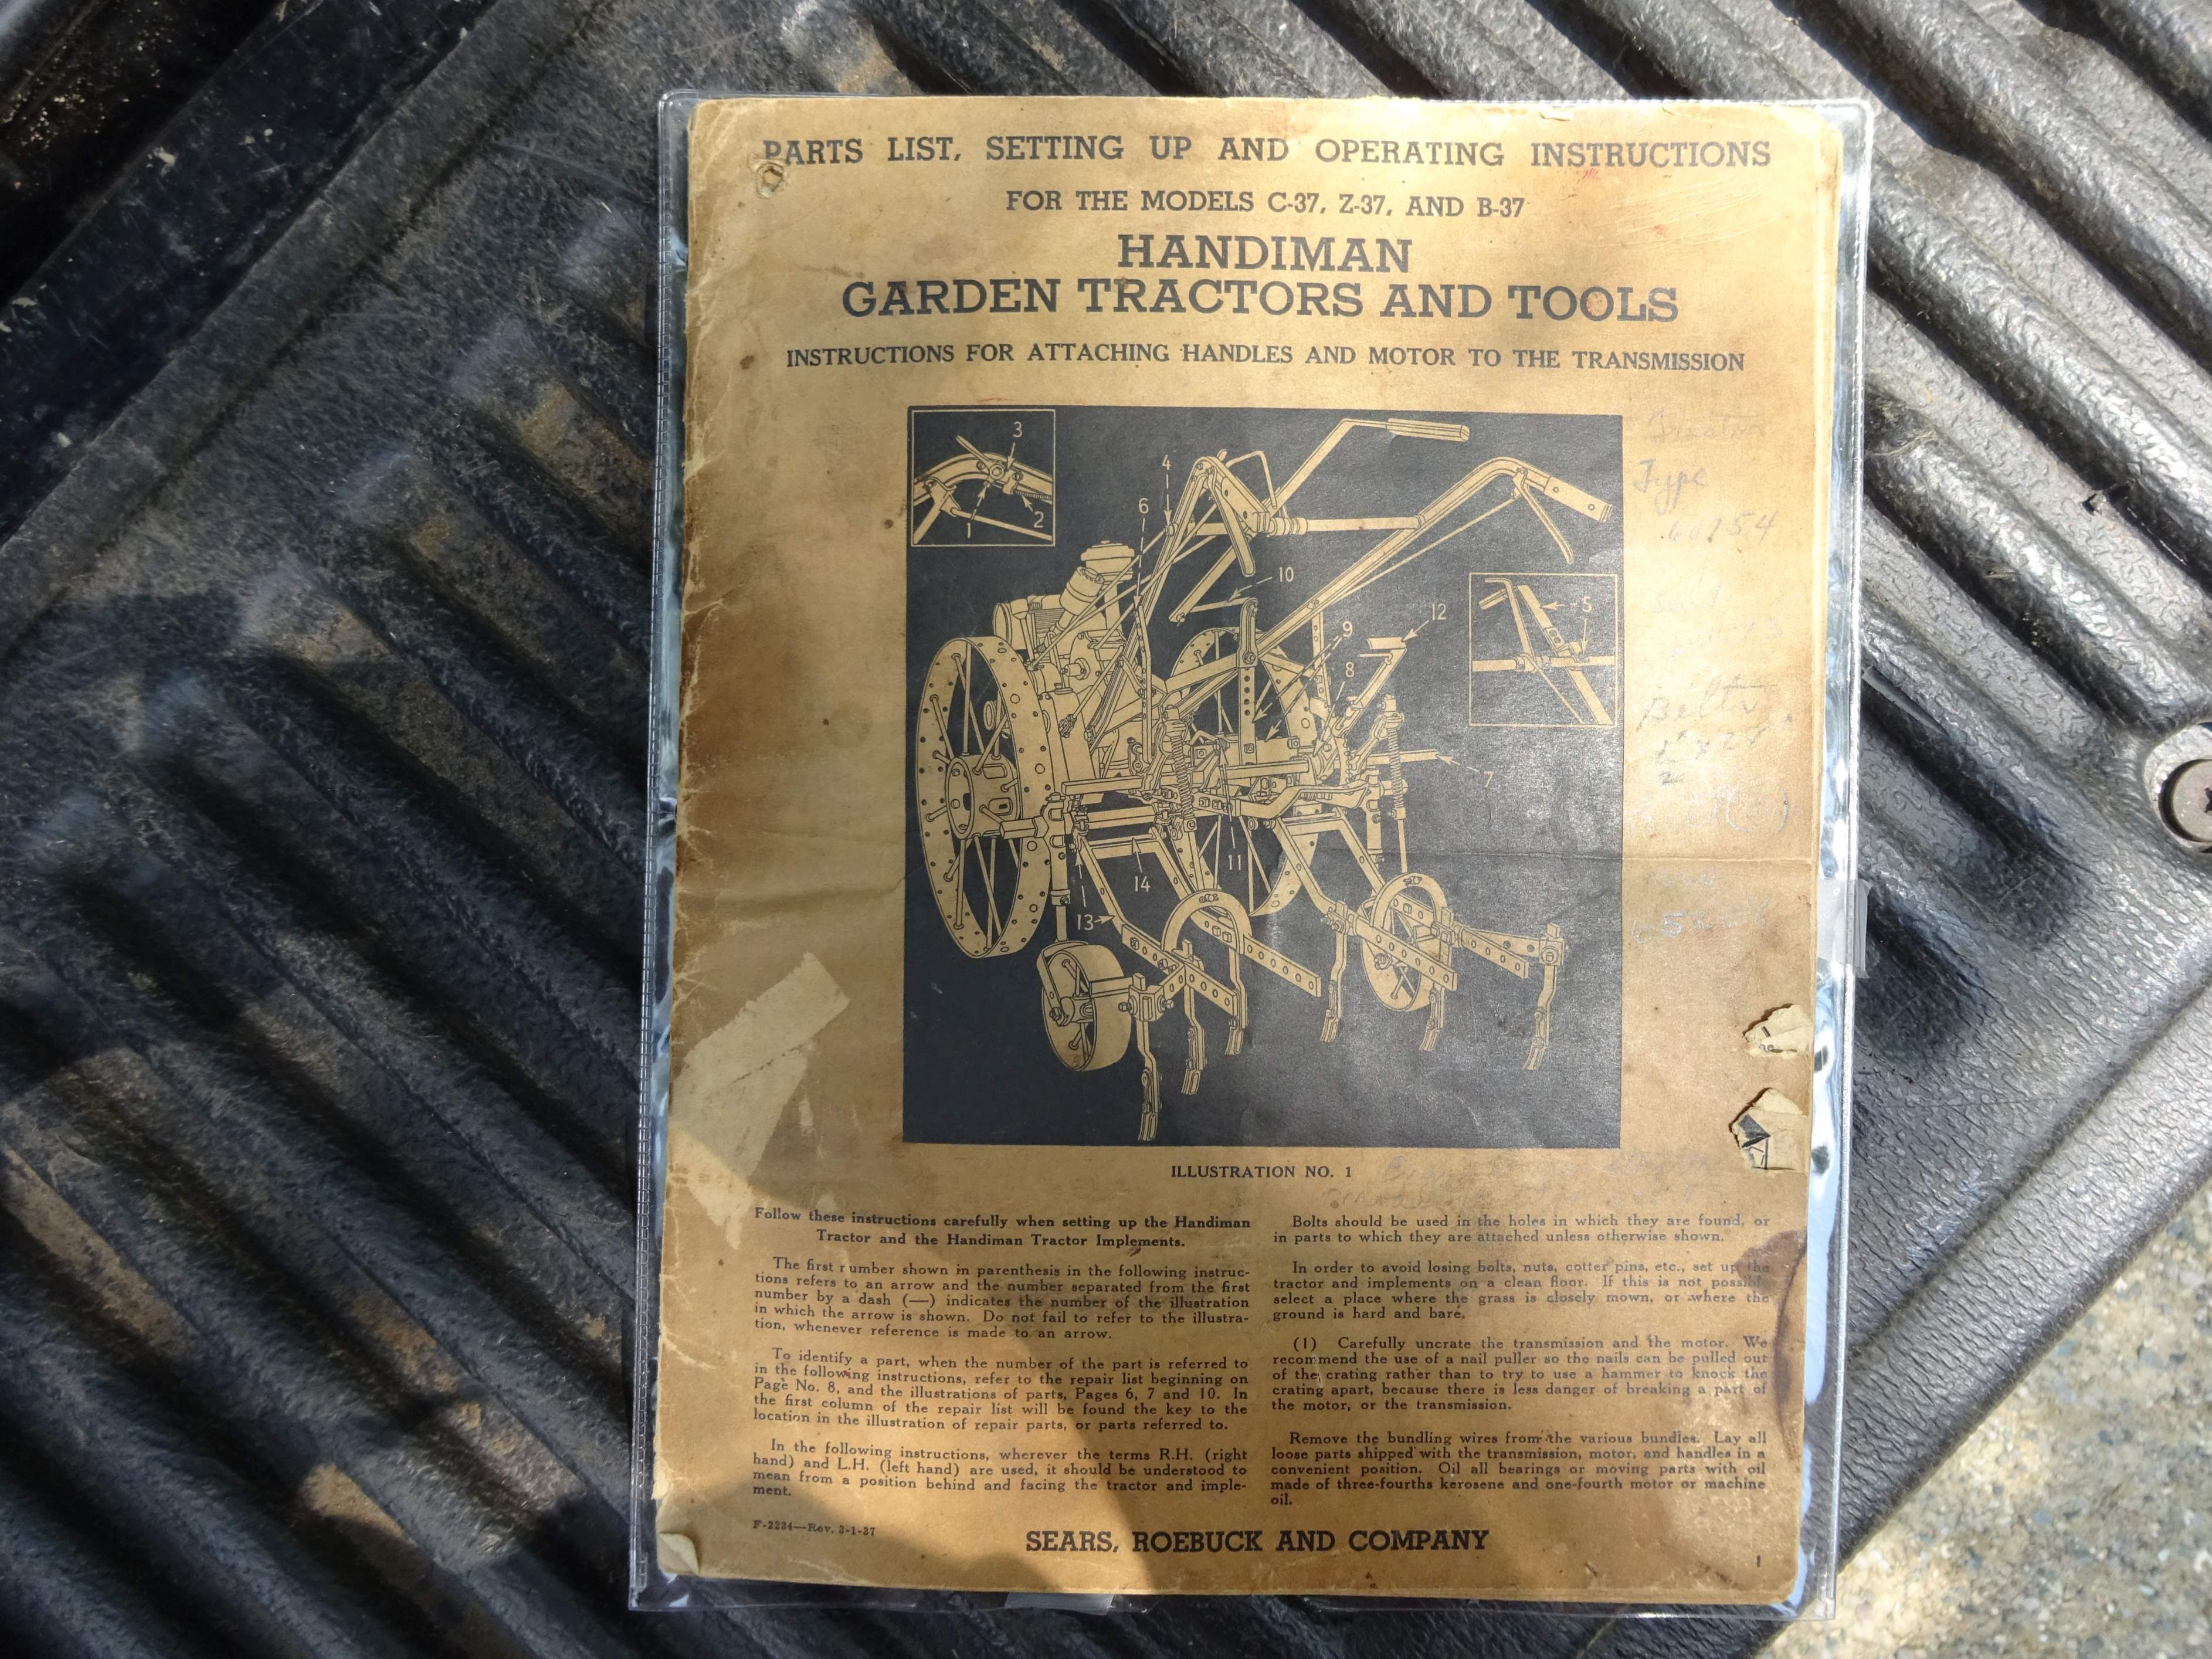 PARTS LIST, SETTING UP AND OPERATING INSTRUCTIONS
FOR THE MODELS C-37, Z-37, AND B-37
HANDIMAN
GARDEN TRACTORS AND TOOLS
INSTRUCTIONS FOR ATTACHING HANDLES AND MOTOR TO THE TRANSMISSION
3
2
1
4
6
10
12
5
9
8
7
11
14
13
Tractor
Type
Belts
ILLUSTRATION NO. 1
Follow these instructions carefully when setting up the Handiman
Tractor and the Handiman Tractor Implements.
The first number shown in parenthesis in the following instruc-
tions refers to an arrow and the number separated from the first
number by a dash (—) indicates the number of the illustration
in which the arrow is shown. Do not fail to refer to the illustra-
tion, whenever reference is made to an arrow.
To identify a part, when the number of the part is referred to
in the following instructions, refer to the repair list beginning on
Page No. 8, and the illustrations of parts, Pages 6, 7 and 10. In
the first column of the repair list will be found the key to the
location in the illustration of repair parts, or parts referred to.
In the following instructions, wherever the terms R.H. (right
hand) and L.H. (left hand) are used, it should be understood to
mean from a position behind and facing the tractor and imple-
ment.
F-2234—Rev. 3-1-37
Bolts should be used in the holes in which they are found, or
in parts to which they are attached unless otherwise shown.
In order to avoid losing bolts, nuts, cotter pins, etc., set up the
tractor and implements on a clean floor. If this is not possible
select a place where the grass is closely mown, or where the
ground is hard and bare.
(1) Carefully uncrate the transmission and the motor. We
recommend the use of a nail puller so the nails can be pulled out
of the crating rather than to try to use a hammer to knock the
crating apart, because there is less danger of breaking a part of
the motor, or the transmission.
Remove the bundling wires from the various bundles. Lay all
loose parts shipped with the transmission, motor, and handles in a
convenient position. Oil all bearings or moving parts with oil
made of three-fourths kerosene and one-fourth motor or machine
oil.
SEARS, ROEBUCK AND COMPANY
1